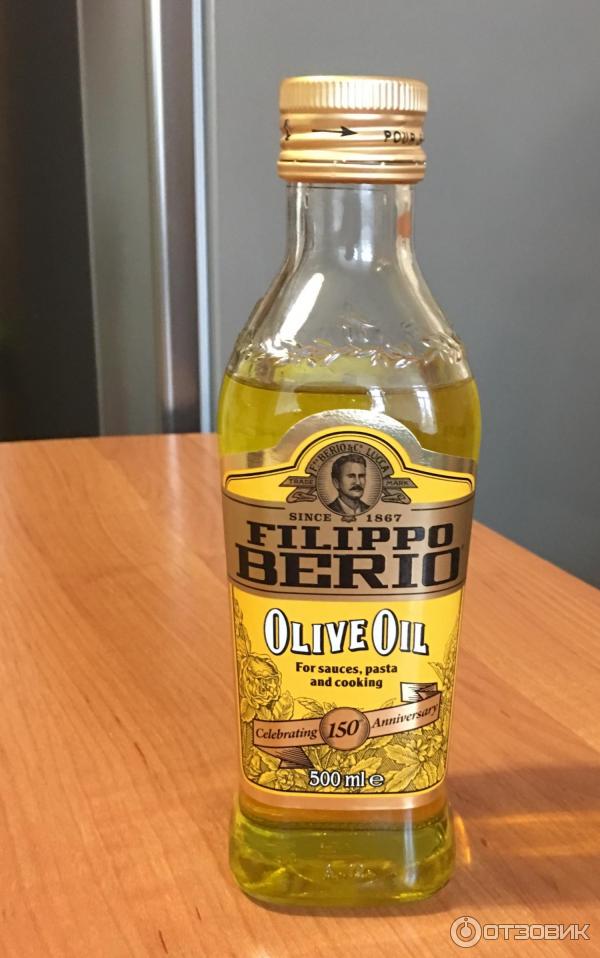 POUR
F. BERIO & C. LUCCA
TRADE MARK
SINCE 1867
FILIPPO
BERIO
OLIVE OIL
For sauces, pasta
and cooking
Celebrating 150 Anniversary
500 ml e
ОТЗОВИК